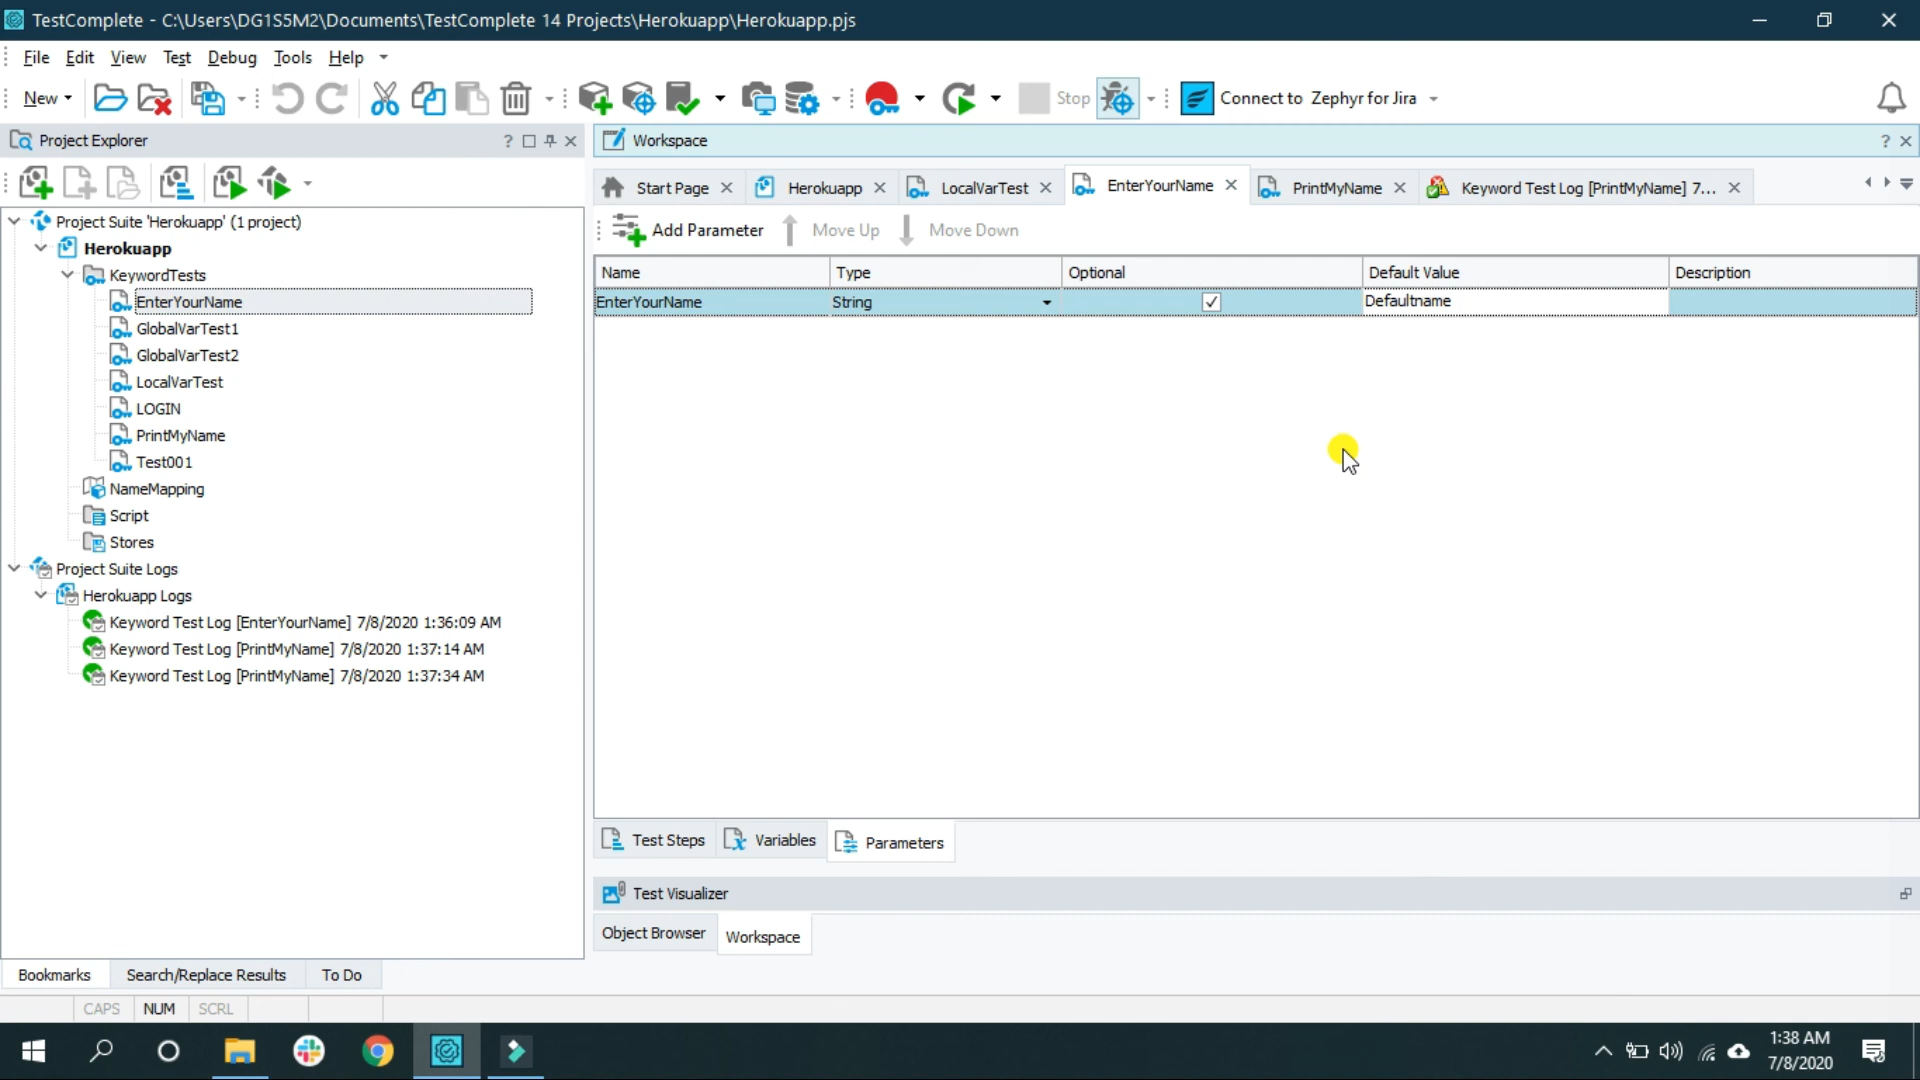 TestComplete - C:\Users\DG1S5M2\Documents\TestComplete 14 Projects\Herokuapp\Herokuapp.pjs
File Edit View Test Debug Tools Help
New Stop Connect to Zephyr for Jira
Project Explorer ?
Workspace ?
Start Page Herokuapp LocalVarTest EnterYourName PrintMyName Keyword Test Log [PrintMyName] 7...
Add Parameter Move Up Move Down
Name Type Optional Default Value Description
EnterYourName String Defaultname
Project Suite 'Herokuapp' (1 project)
Herokuapp
KeywordTests
EnterYourName
GlobalVarTest1
GlobalVarTest2
LocalVarTest
LOGIN
PrintMyName
Test001
NameMapping
Script
Stores
Project Suite Logs
Herokuapp Logs
Keyword Test Log [EnterYourName] 7/8/2020 1:36:09 AM
Keyword Test Log [PrintMyName] 7/8/2020 1:37:14 AM
Keyword Test Log [PrintMyName] 7/8/2020 1:37:34 AM
Test Steps Variables Parameters
Test Visualizer
Object Browser Workspace
Bookmarks Search/Replace Results To Do
CAPS NUM SCRL
1:38 AM
7/8/2020